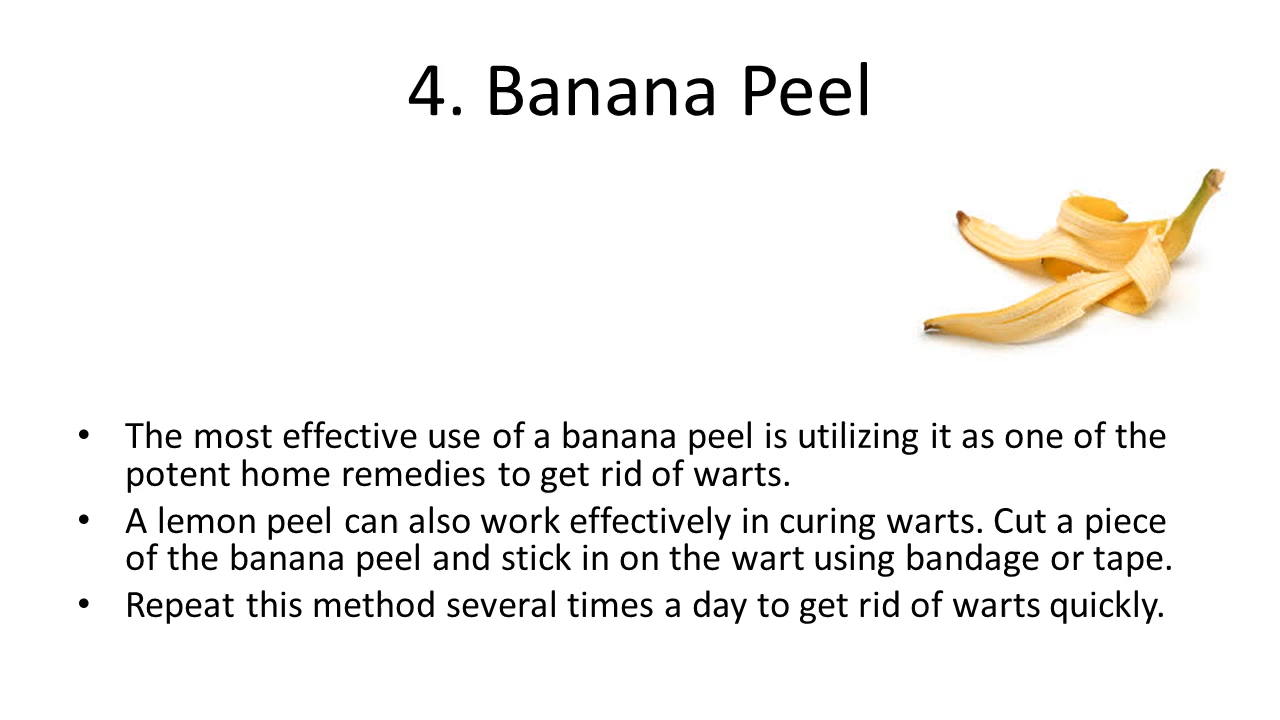 4. Banana Peel
• The most effective use of a banana peel is utilizing it as one of the
potent home remedies to get rid of warts.
• A lemon peel can also work effectively in curing warts. Cut a piece
of the banana peel and stick in on the wart using bandage or tape.
• Repeat this method several times a day to get rid of warts quickly.